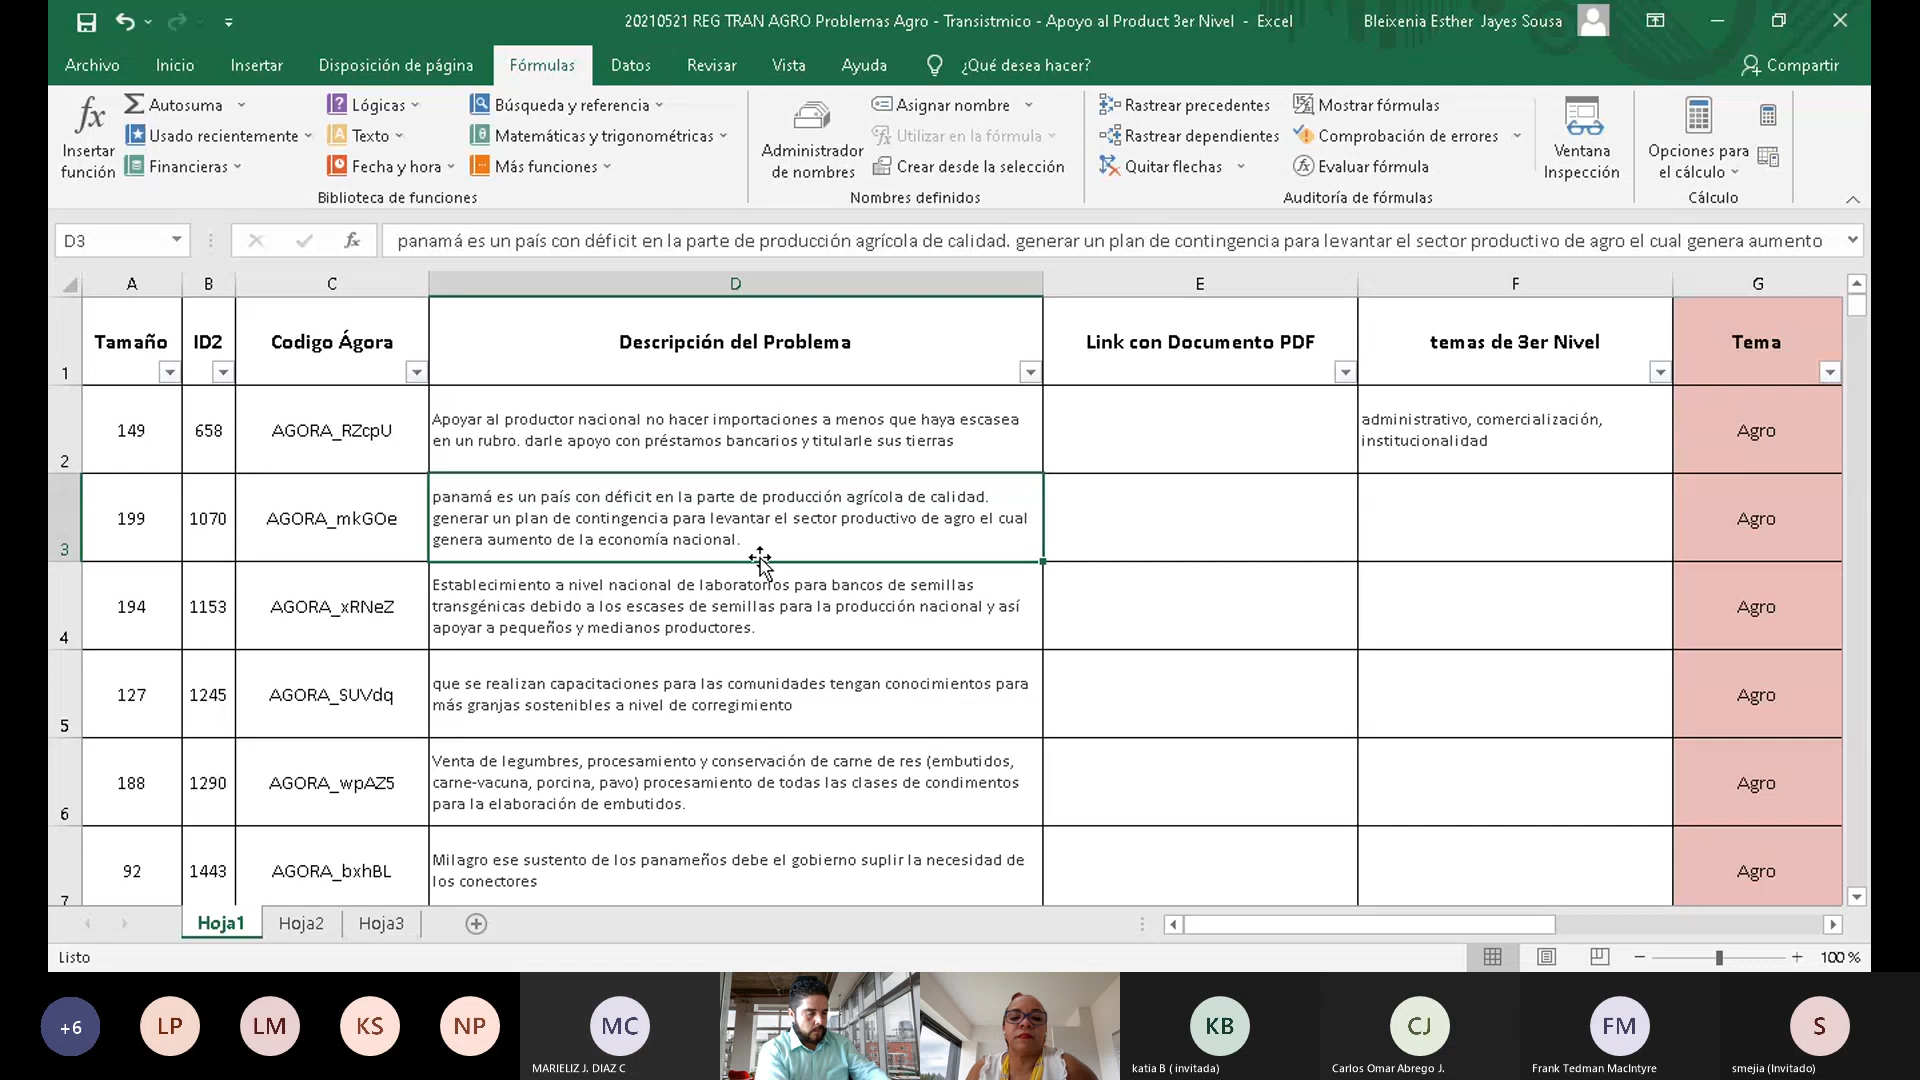 20210521 REG TRAN AGRO Problemas Agro - Transistmico - Apoyo al Product 3er Nivel - Excel
Bleixenia Esther Jayes Sousa
Archivo Inicio Insertar Disposición de página Fórmulas Datos Revisar Vista Ayuda ¿Qué desea hacer? Compartir
fx Insertar función
Autosuma
Usado recientemente
Financieras
Lógicas
Texto
Fecha y hora
Búsqueda y referencia
Matemáticas y trigonométricas
Más funciones
Biblioteca de funciones
Administrador de nombres
Asignar nombre
Utilizar en la fórmula
Crear desde la selección
Nombres definidos
Rastrear precedentes
Rastrear dependientes
Quitar flechas
Mostrar fórmulas
Comprobación de errores
Evaluar fórmula
Auditoría de fórmulas
Ventana Inspección
Opciones para el cálculo
Cálculo
D3
fx
panamá es un país con déficit en la parte de producción agrícola de calidad. generar un plan de contingencia para levantar el sector productivo de agro el cual genera aumento
A B C D E F G
1 Tamaño ID2 Codigo Ágora Descripción del Problema Link con Documento PDF temas de 3er Nivel Tema
2 149 658 AGORA_RZcpU
Apoyar al productor nacional no hacer importaciones a menos que haya escasea
en un rubro. darle apoyo con préstamos bancarios y titularle sus tierras
administrativo, comercialización,
institucionalidad
Agro
3 199 1070 AGORA_mkGOe
panamá es un país con déficit en la parte de producción agrícola de calidad.
generar un plan de contingencia para levantar el sector productivo de agro el cual
genera aumento de la economía nacional.
Agro
4 194 1153 AGORA_xRNeZ
Establecimiento a nivel nacional de laboratorios para bancos de semillas
transgénicas debido a los escases de semillas para la producción nacional y así
apoyar a pequeños y medianos productores.
Agro
5 127 1245 AGORA_SUVdq
que se realizan capacitaciones para las comunidades tengan conocimientos para
más granjas sostenibles a nivel de corregimiento
Agro
6 188 1290 AGORA_wpAZ5
Venta de legumbres, procesamiento y conservación de carne de res (embutidos,
carne-vacuna, porcina, pavo) procesamiento de todas las clases de condimentos
para la elaboración de embutidos.
Agro
7 92 1443 AGORA_bxhBL
Milagro ese sustento de los panameños debe el gobierno suplir la necesidad de
los conectores
Agro
Hoja1 Hoja2 Hoja3
Listo
100 %
+6 LP LM KS NP MC KB CJ FM S
MARIELIZ J. DIAZ C
katia B ( invitada)
Carlos Omar Abrego J.
Frank Tedman MacIntyre
smejia (Invitado)